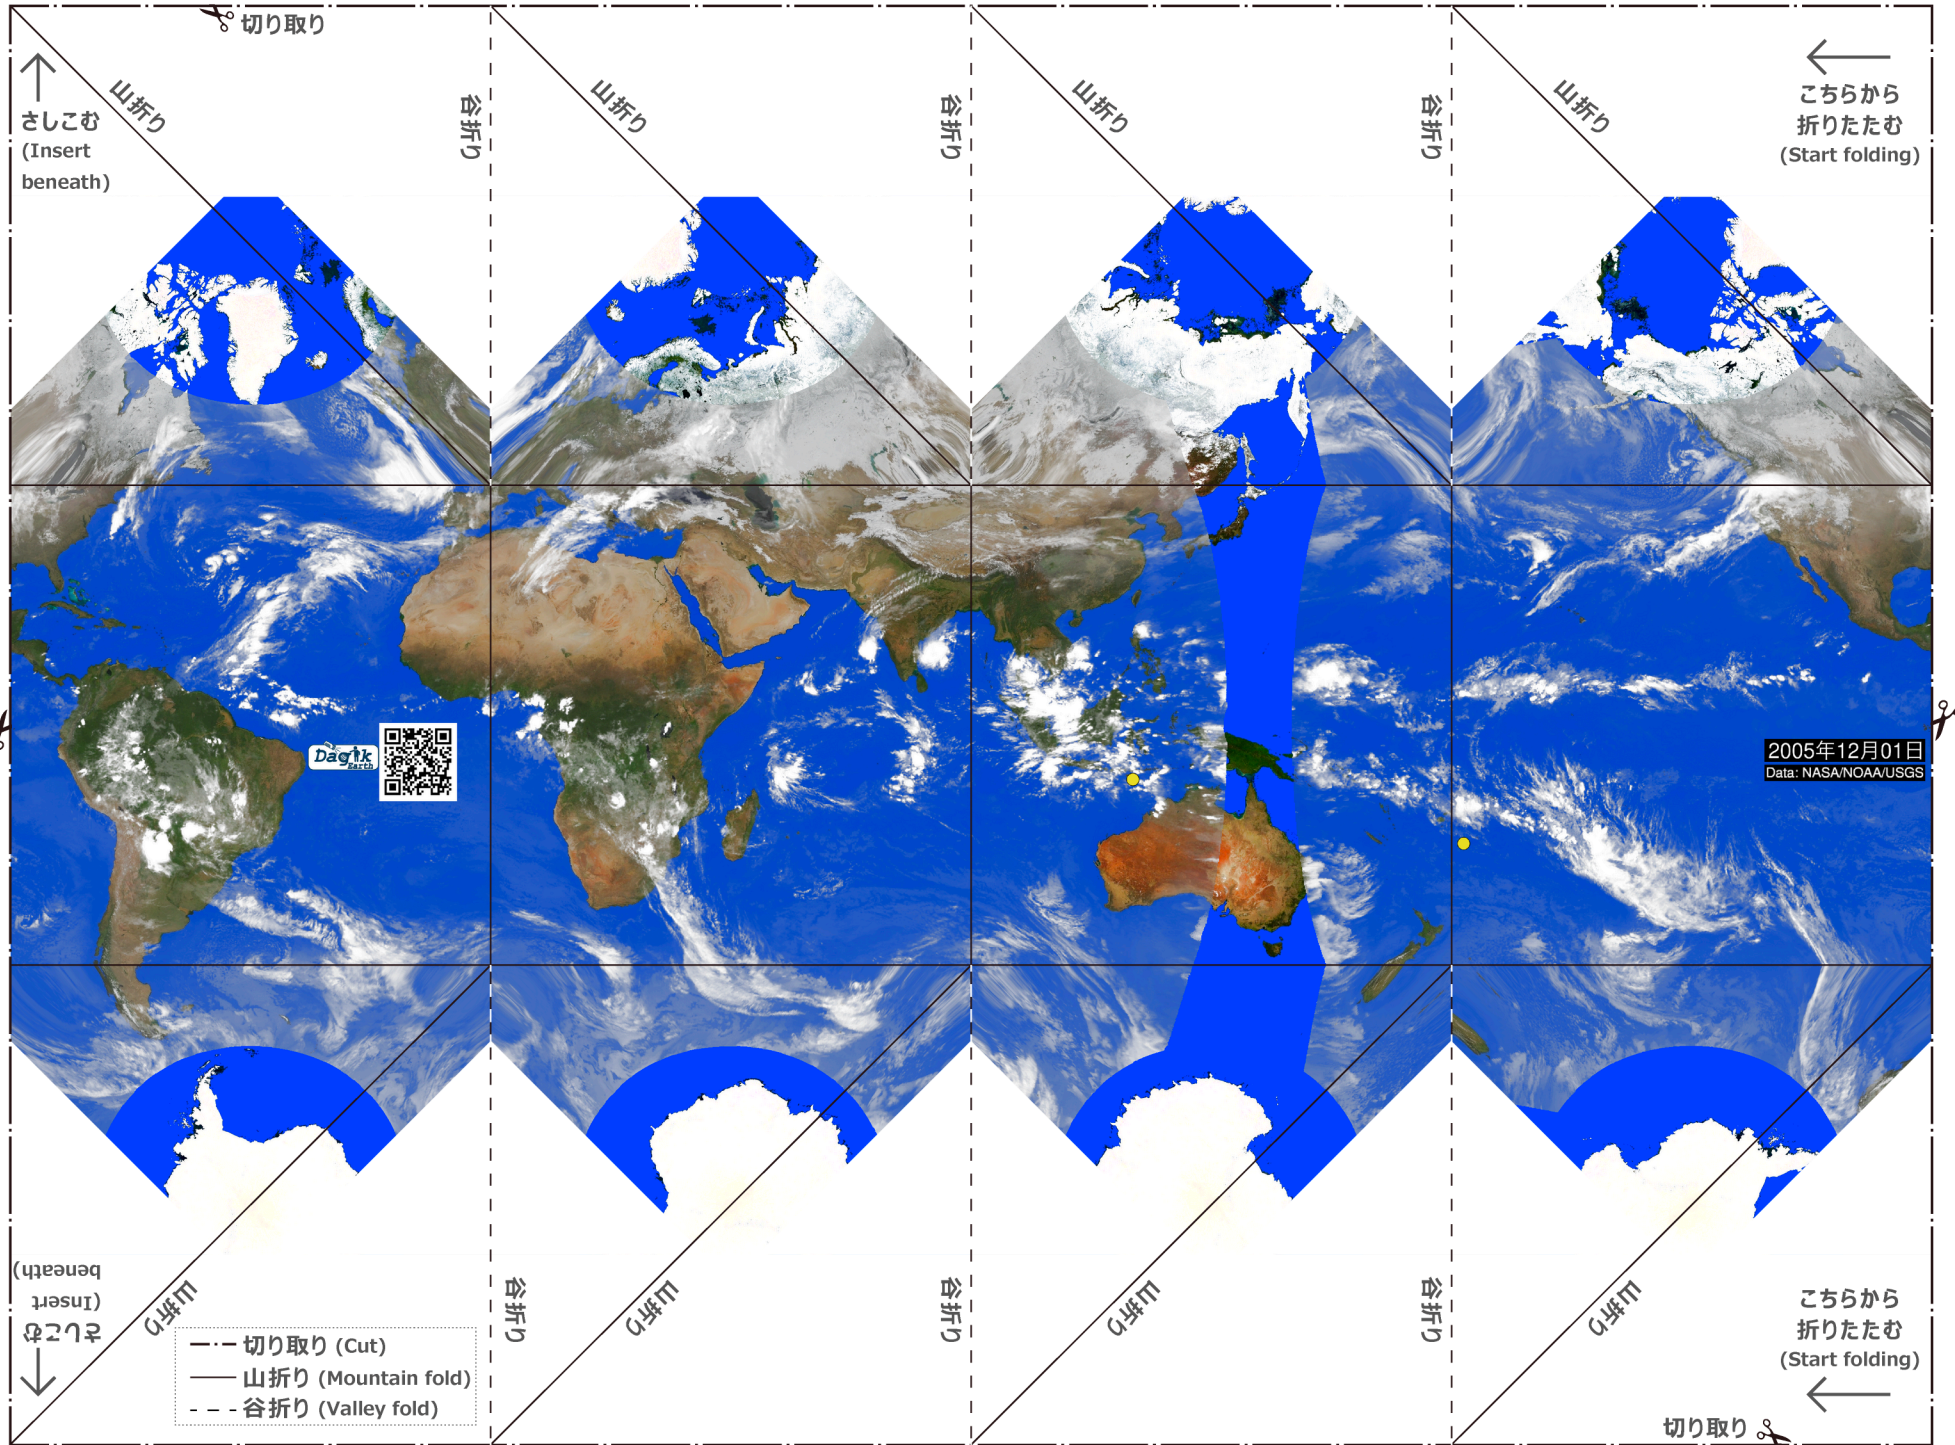 切り取り
さしこむ
(Insert
beneath)
山折り
谷折り
山折り
谷折り
山折り
谷折り
山折り
こちらから
折りたたむ
(Start folding)
Dagik
Earth
2005年12月01日
Data: NASA/NOAA/USGS
さしこむ
(Insert
beneath)
山折り
谷折り
山折り
谷折り
山折り
谷折り
山折り
こちらから
折りたたむ
(Start folding)
切り取り (Cut)
山折り (Mountain fold)
谷折り (Valley fold)
切り取り